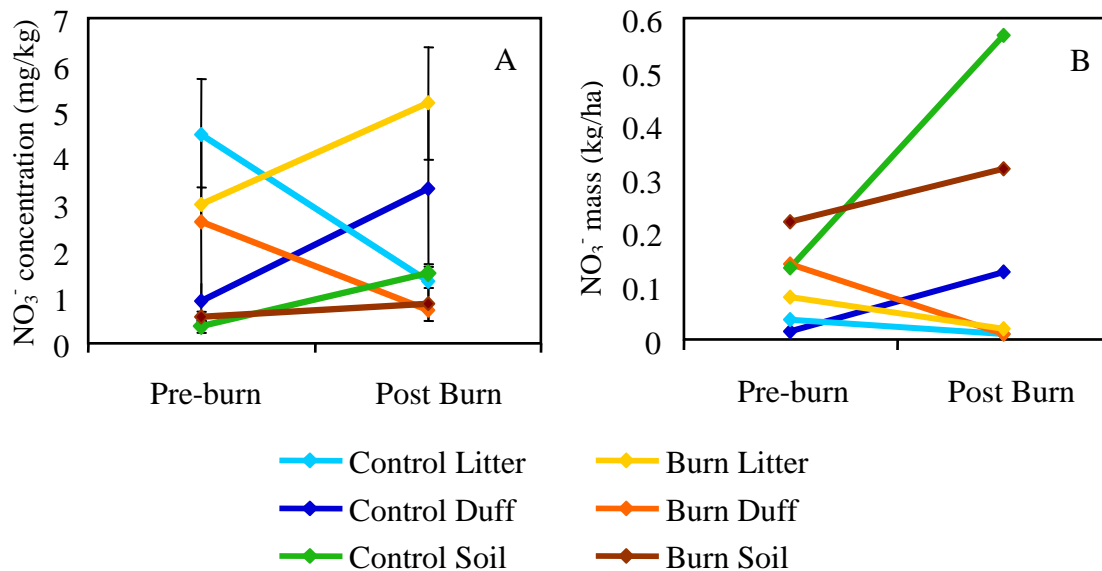 NO₃⁻ concentration (mg/kg)
7
6
5
4
3
2
1
0
A
Pre-burn
Post Burn
NO₃⁻ mass (kg/ha)
0.6
0.5
0.4
0.3
0.2
0.1
0
B
Pre-burn
Post Burn
Control Litter
Burn Litter
Control Duff
Burn Duff
Control Soil
Burn Soil